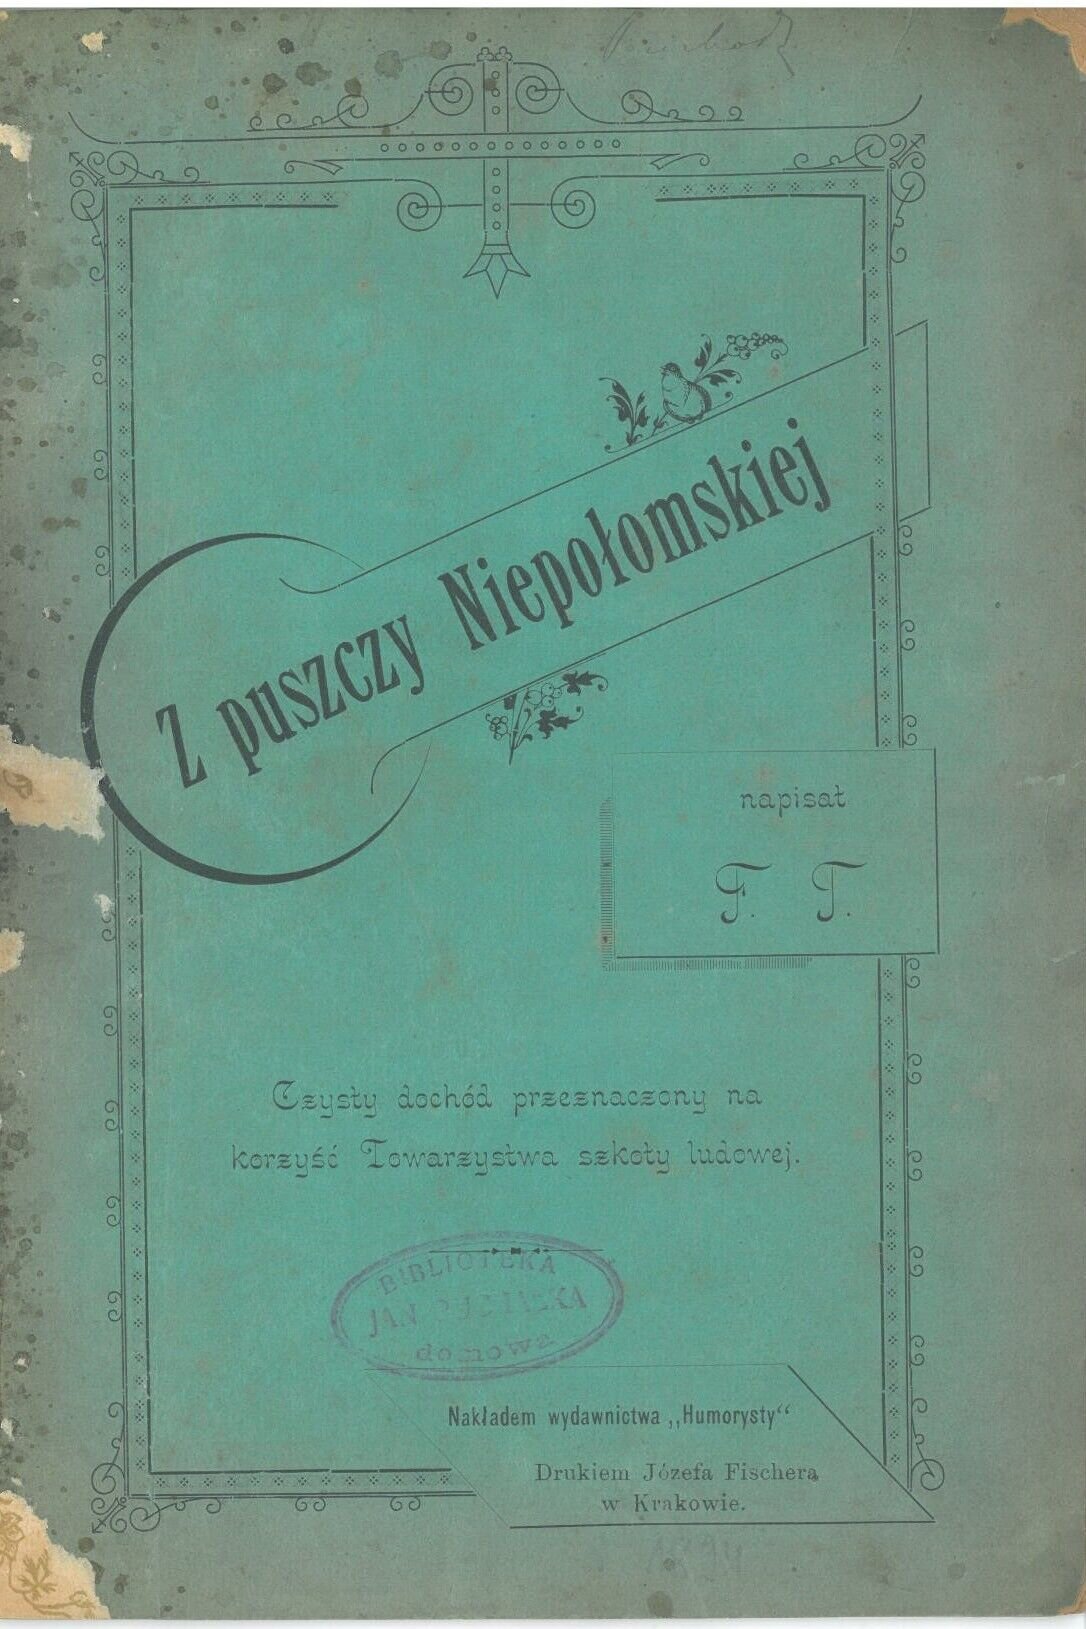 Z puszczy Niepołomskiej
napisał
F. T.
Czysty dochód przeznaczony na
korzyść Towarzystwa szkoły ludowej.
BIBLIOTEKA
JAN
domowa
Nakładem wydawnictwa „Humorysty“
Drukiem Józefa Fischera
w Krakowie.